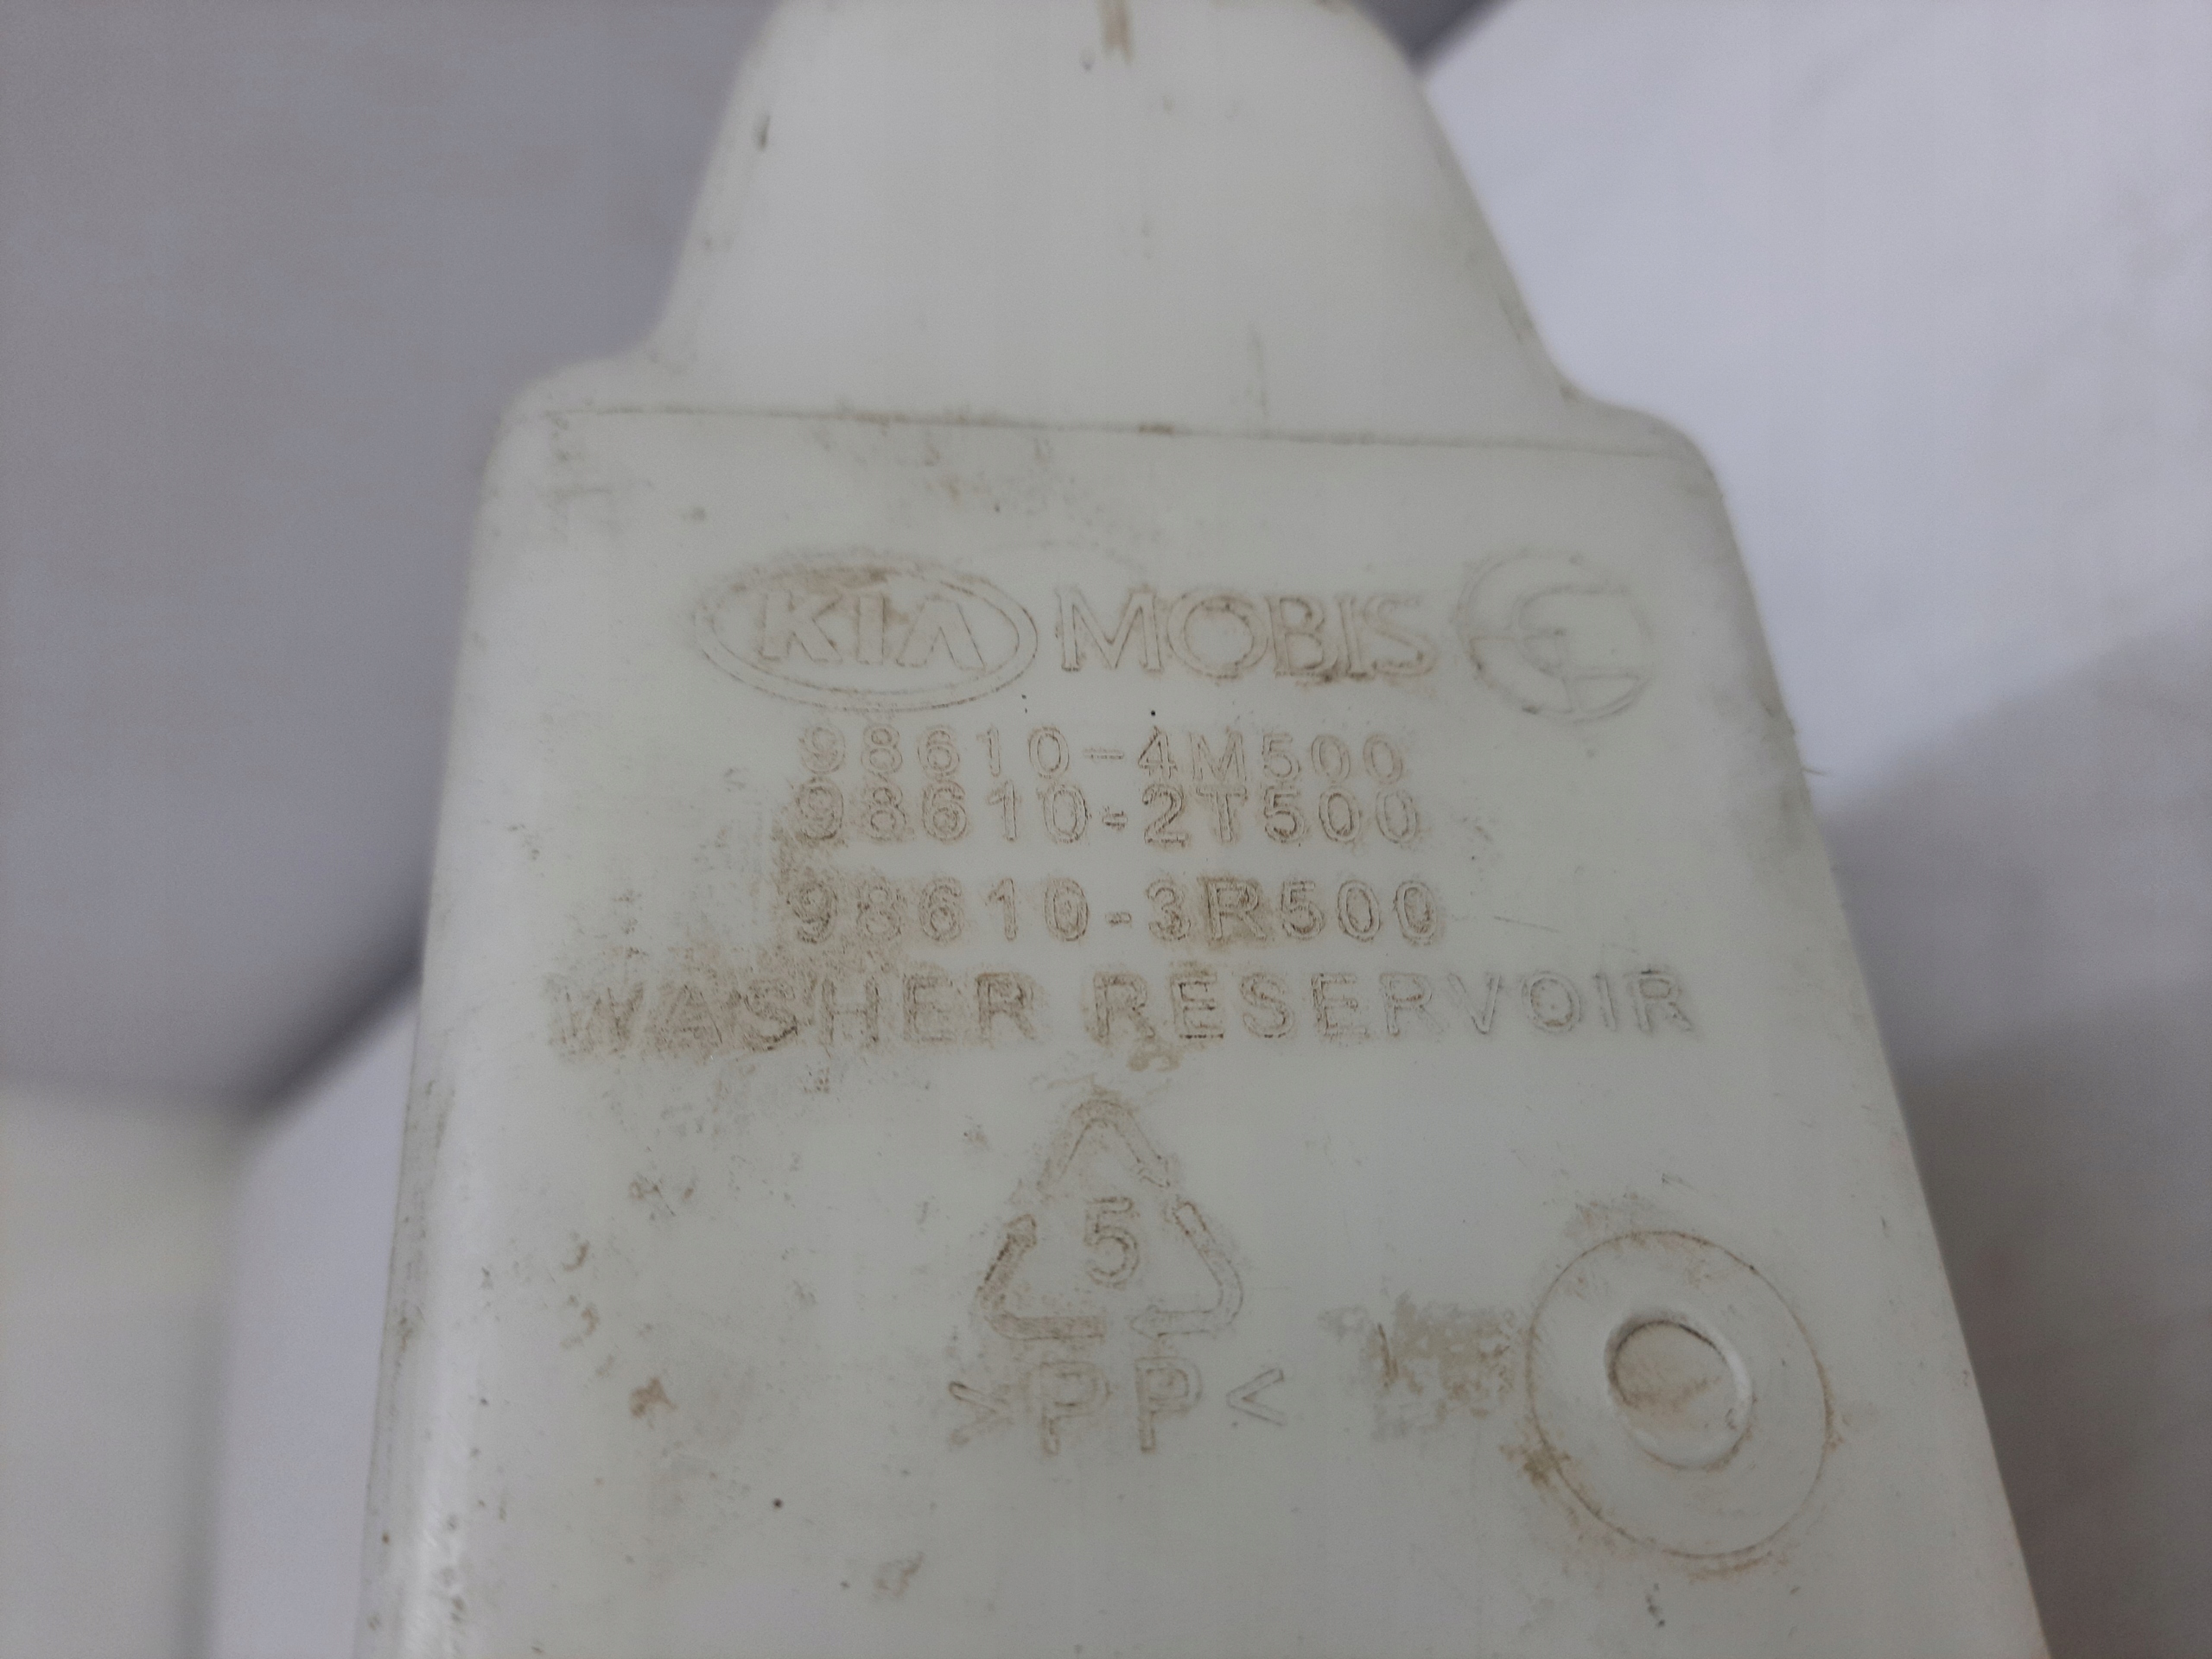 KIA MOBIS
98610-4M500
98610-2T500
98610-3R500
WASHER RESERVOIR
5
>PP<